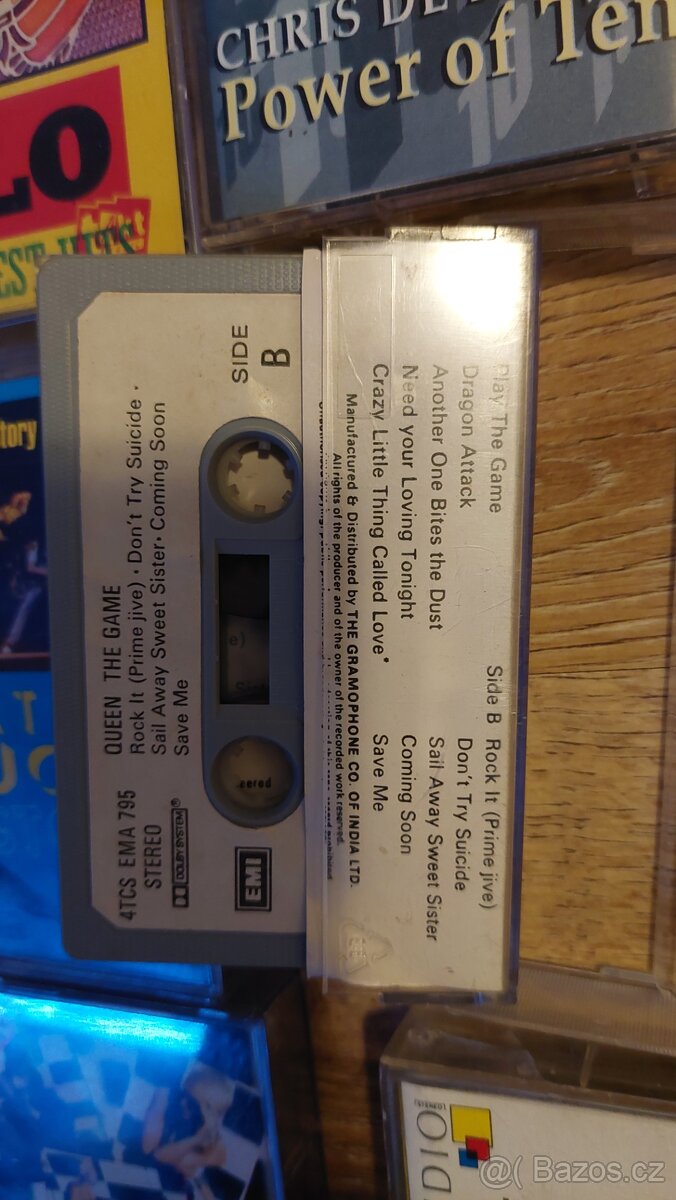 CHRIS DE
Power of Ten
LO
EST HITS
tory
SIDE
B
QUEEN THE GAME
Rock It (Prime jive) · Don't Try Suicide ·
Sail Away Sweet Sister · Coming Soon
Save Me
4TCS EMA 795
STEREO
DOLBY SYSTEM®
EMI
Play The Game
Dragon Attack
Another One Bites the Dust
Need your Loving Tonight
Crazy Little Thing Called Love*
Side B Rock It (Prime jive)
Don't Try Suicide
Sail Away Sweet Sister
Coming Soon
Save Me
Manufactured & Distributed by THE GRAMOPHONE CO. OF INDIA LTD.
All rights of the producer and of the owner of the recorded work reserved.
DIO
@( Bazos.cz